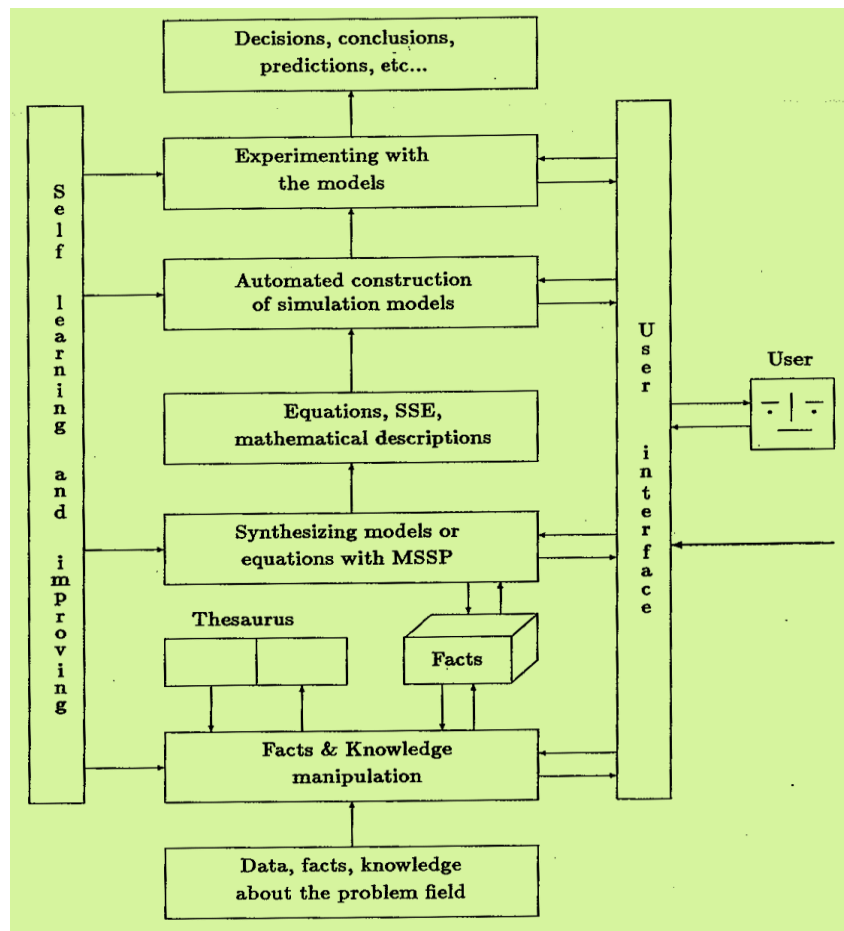 Decisions, conclusions,
predictions, etc...
Experimenting with
the models
Automated construction
of simulation models
Equations, SSE,
mathematical descriptions
Synthesizing models or
equations with MSSP
Thesaurus
Facts
Facts & Knowledge
manipulation
Data, facts, knowledge
about the problem field
Self learning and improving
User interface
User